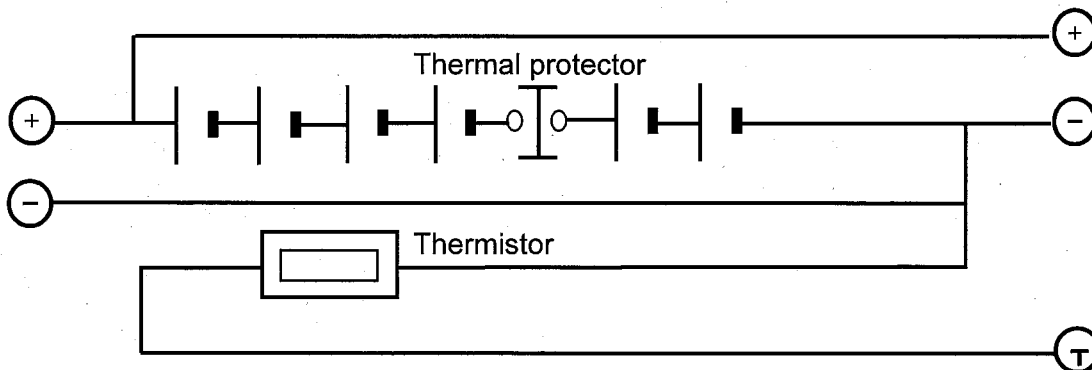 +
Thermal protector
+
−
−
Thermistor
T